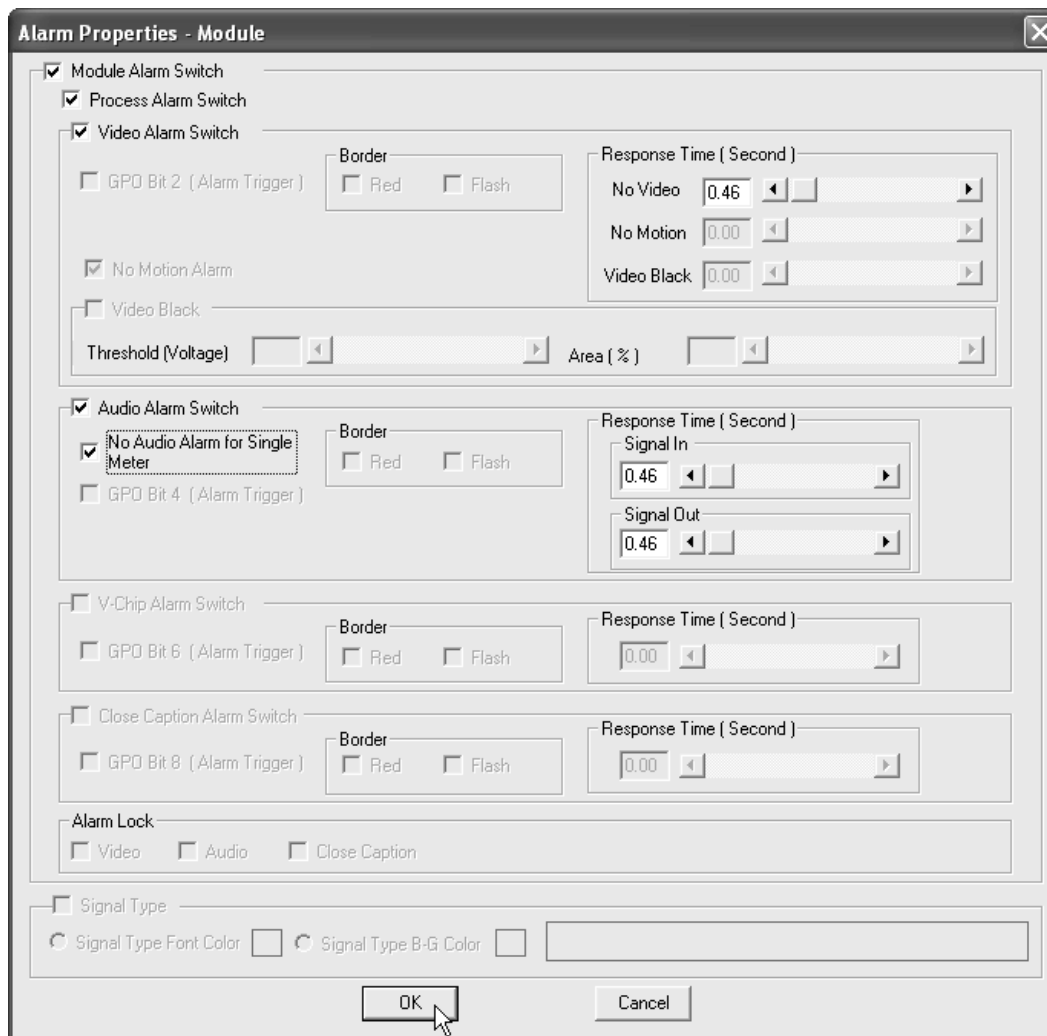 Alarm Properties - Module
Module Alarm Switch
Process Alarm Switch
Video Alarm Switch
GPO Bit 2 ( Alarm Trigger )
Border
Red
Flash
Response Time ( Second )
No Video 0.46
No Motion 0.00
Video Black 0.00
No Motion Alarm
Video Black
Threshold (Voltage)
Area ( % )
Audio Alarm Switch
No Audio Alarm for Single
Meter
GPO Bit 4 ( Alarm Trigger )
Border
Red
Flash
Response Time ( Second )
Signal In
0.46
Signal Out
0.46
V-Chip Alarm Switch
GPO Bit 6 ( Alarm Trigger )
Border
Red
Flash
Response Time ( Second )
0.00
Close Caption Alarm Switch
GPO Bit 8 ( Alarm Trigger )
Border
Red
Flash
Response Time ( Second )
0.00
Alarm Lock
Video
Audio
Close Caption
Signal Type
Signal Type Font Color
Signal Type B-G Color
OK
Cancel